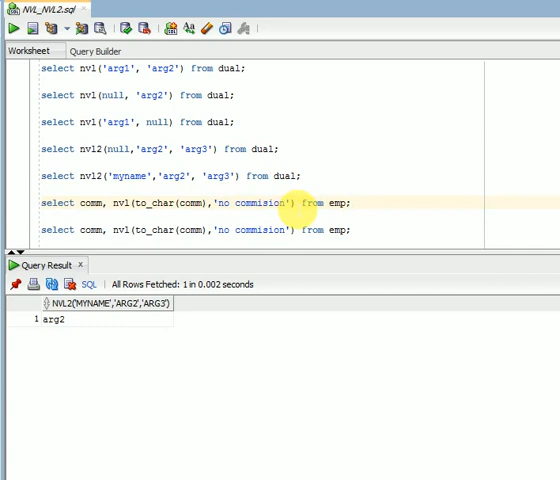 NVL_NVL2.sql
Worksheet Query Builder
select nvl('arg1', 'arg2') from dual;
select nvl(null, 'arg2') from dual;
select nvl('arg1', null) from dual;
select nvl2(null,'arg2', 'arg3') from dual;
select nvl2('myname','arg2', 'arg3') from dual;
select comm, nvl(to_char(comm),'no commision') from emp;
select comm, nvl(to_char(comm),'no commision') from emp;
Query Result x
SQL | All Rows Fetched: 1 in 0.002 seconds
NVL2('MYNAME','ARG2','ARG3')
1 arg2